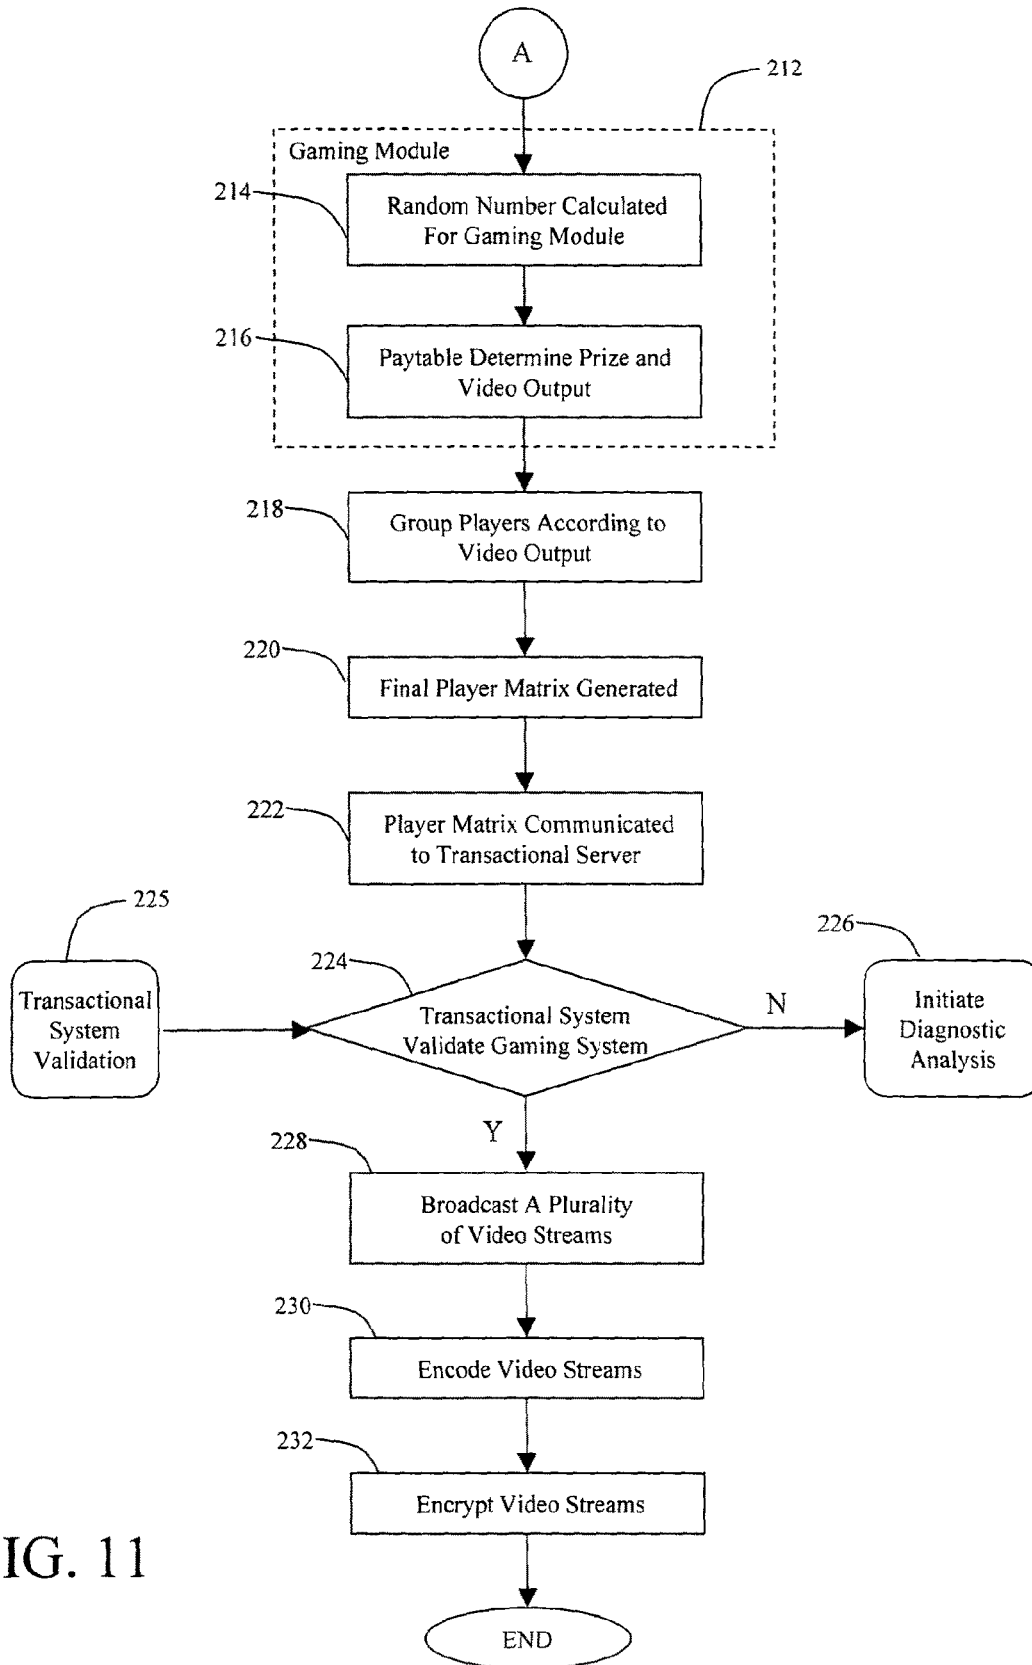 A
212
Gaming Module
214
Random Number Calculated
For Gaming Module
216
Paytable Determine Prize and
Video Output
218
Group Players According to
Video Output
220
Final Player Matrix Generated
222
Player Matrix Communicated
to Transactional Server
225
Transactional
System
Validation
224
Transactional System
Validate Gaming System
N
226
Initiate
Diagnostic
Analysis
Y
228
Broadcast A Plurality
of Video Streams
230
Encode Video Streams
232
Encrypt Video Streams
IG. 11
END